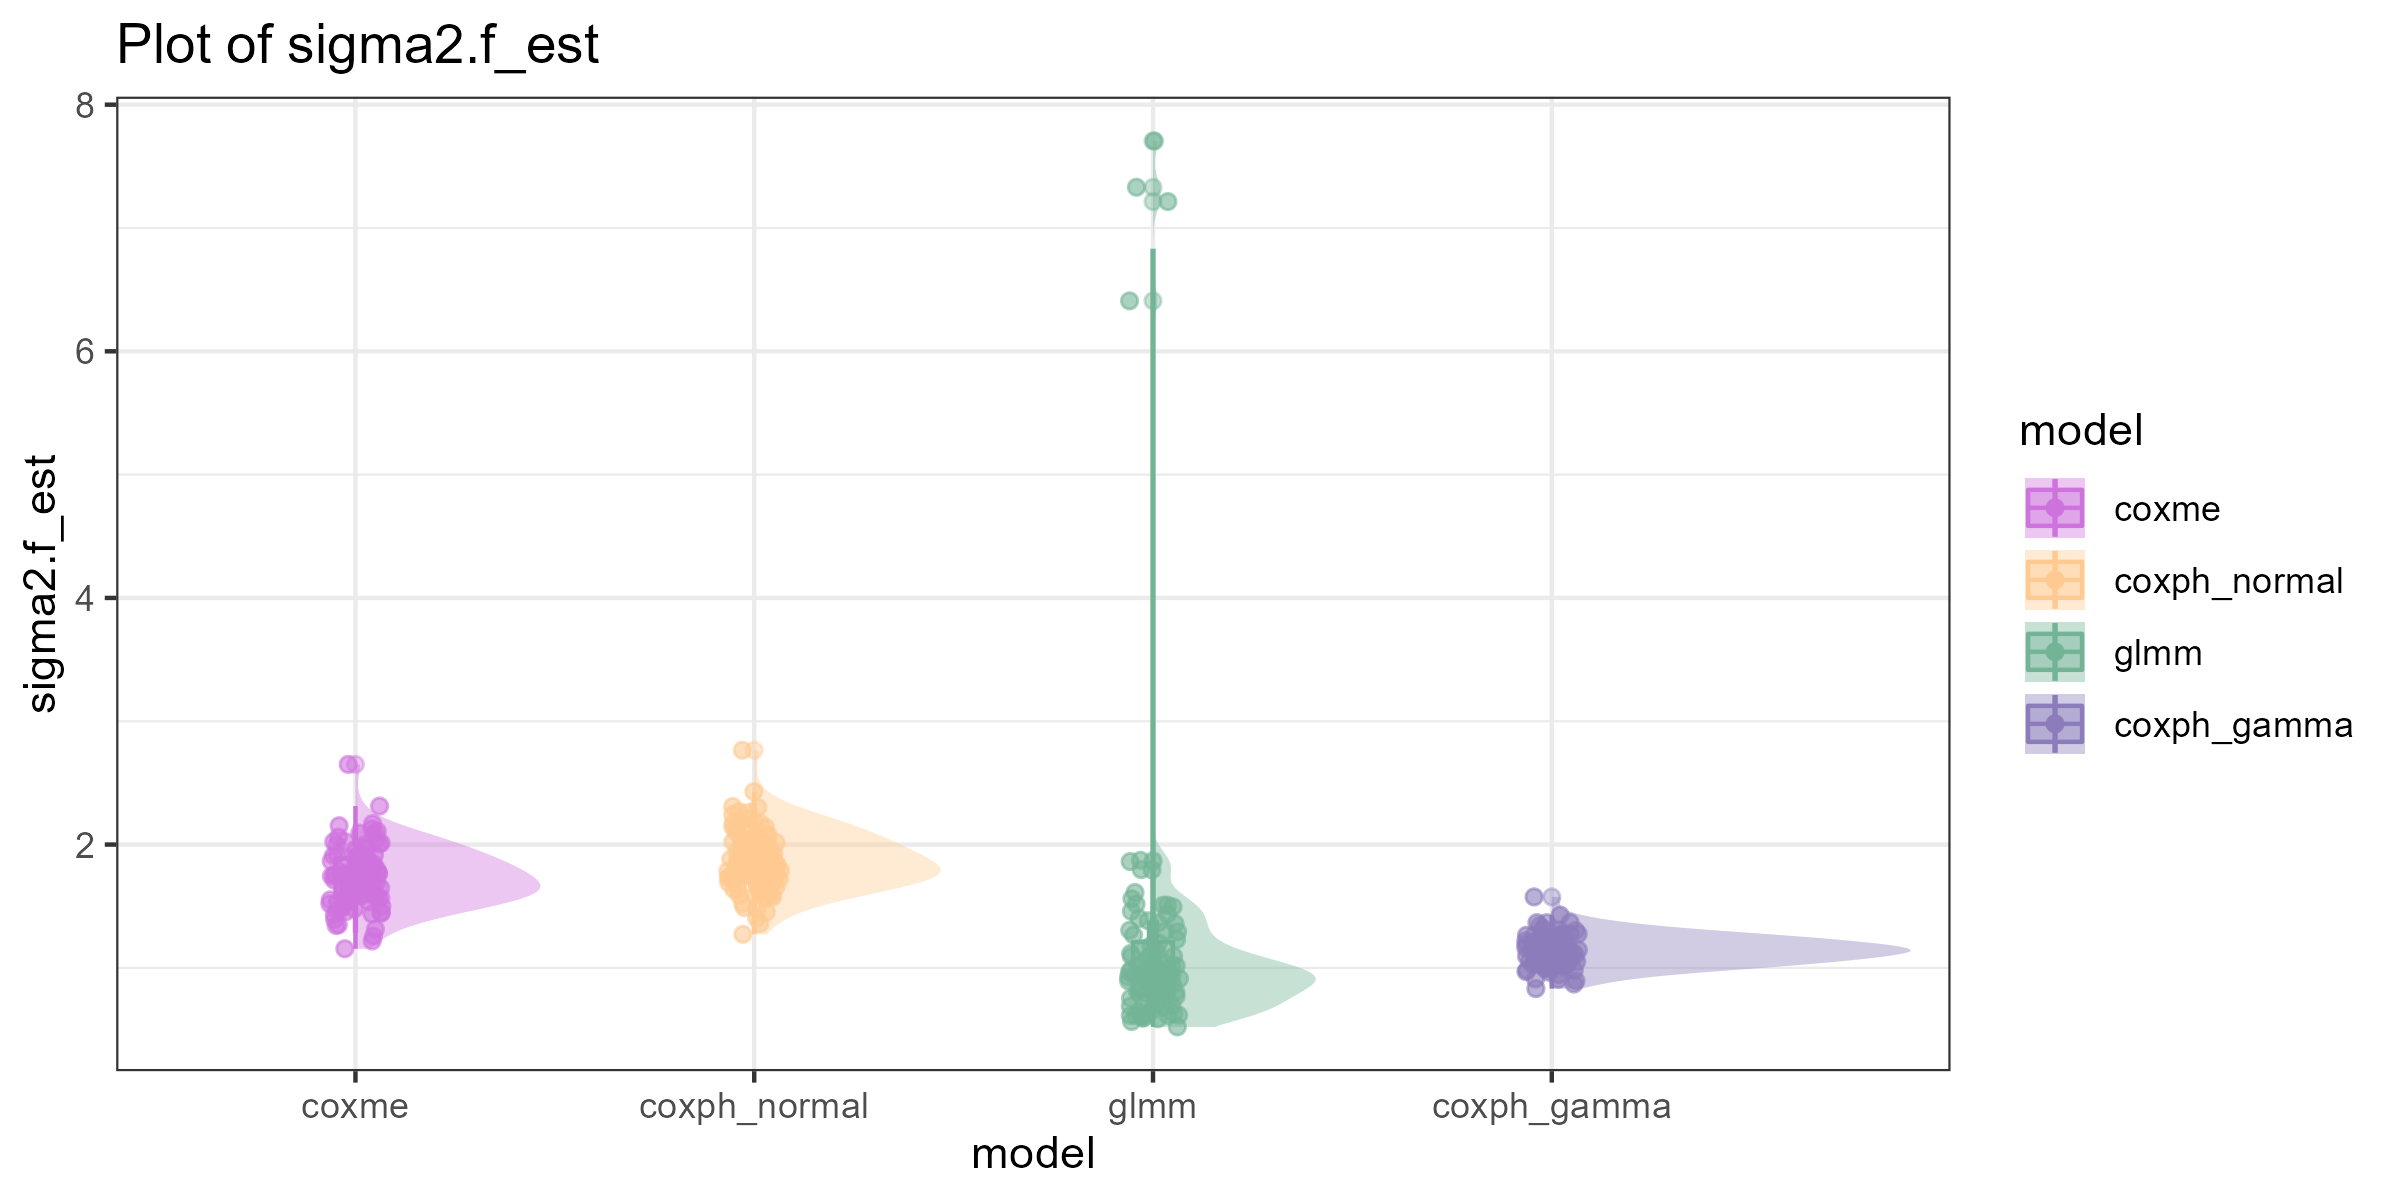 Plot of sigma2.f_est
8
6
4
2
sigma2.f_est
coxme
coxph_normal
glmm
coxph_gamma
model
model
coxme
coxph_normal
glmm
coxph_gamma